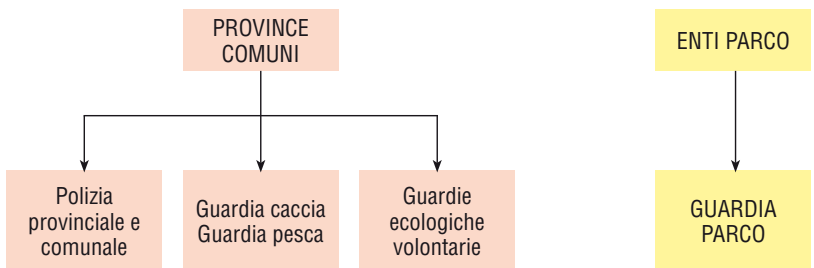 PROVINCE
COMUNI
ENTI PARCO
Polizia
provinciale e
comunale
Guardia caccia
Guardia pesca
Guardie
ecologiche
volontarie
GUARDIA
PARCO